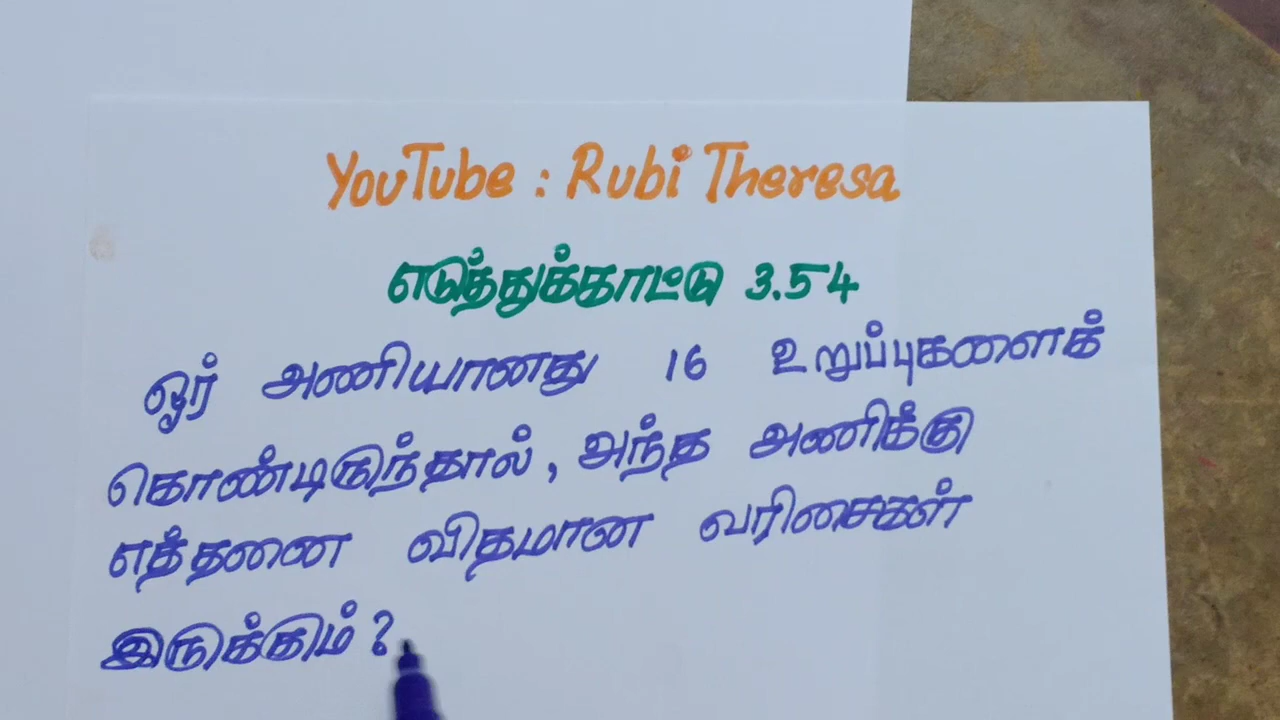 YouTube : Rubi Theresa
எடுத்துக்காட்டு 3.54
ஓர் அணியானது 16 உறுப்புகளைக்
கொண்டிருந்தால், அந்த அணிக்கு
எத்தனை விதமான வரிசைகள்
இருக்கும்?